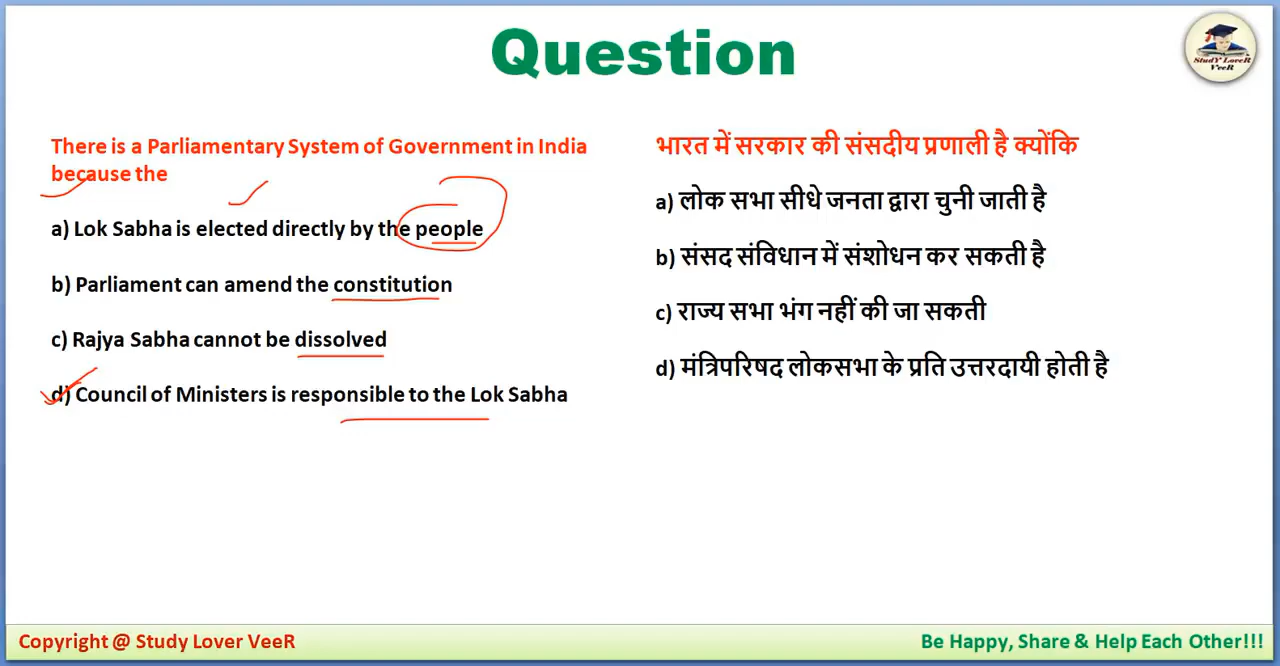 Question
StudY LoveR
VeeR
There is a Parliamentary System of Government in India
because the
a) Lok Sabha is elected directly by the people
b) Parliament can amend the constitution
c) Rajya Sabha cannot be dissolved
d) Council of Ministers is responsible to the Lok Sabha
भारत में सरकार की संसदीय प्रणाली है क्योंकि
a) लोक सभा सीधे जनता द्वारा चुनी जाती है
b) संसद संविधान में संशोधन कर सकती है
c) राज्य सभा भंग नहीं की जा सकती
d) मंत्रिपरिषद लोकसभा के प्रति उत्तरदायी होती है
Copyright @ Study Lover VeeR
Be Happy, Share & Help Each Other!!!